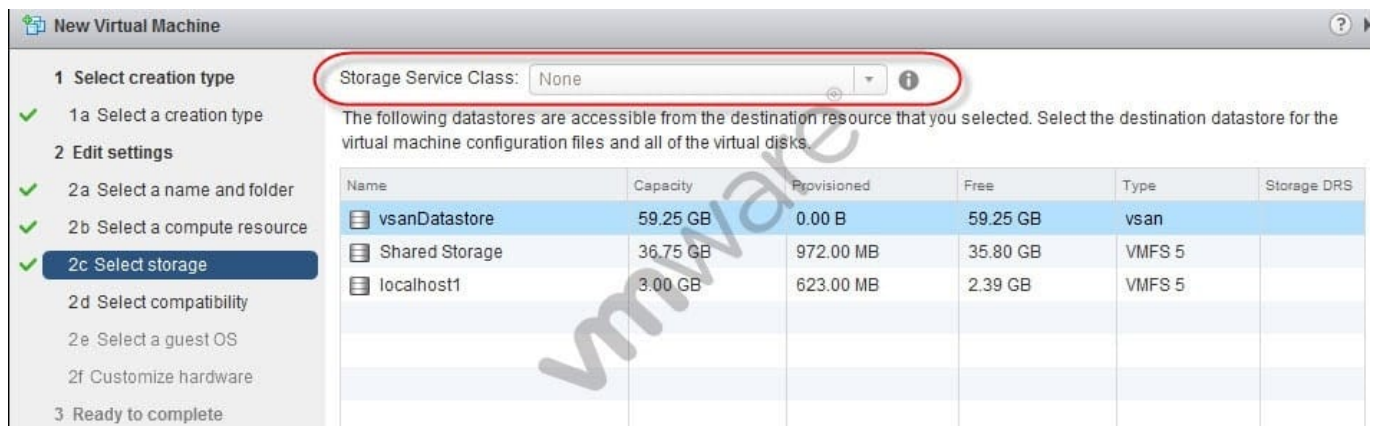 New Virtual Machine
1 Select creation type
1a Select a creation type
2 Edit settings
2a Select a name and folder
2b Select a compute resource
2c Select storage
2d Select compatibility
2e Select a guest OS
2f Customize hardware
3 Ready to complete
Storage Service Class: None
The following datastores are accessible from the destination resource that you selected. Select the destination datastore for the
virtual machine configuration files and all of the virtual disks.
Name Capacity Provisioned Free Type Storage DRS
vsanDatastore 59.25 GB 0.00 B 59.25 GB vsan
Shared Storage 36.75 GB 972.00 MB 35.80 GB VMFS 5
localhost1 3.00 GB 623.00 MB 2.39 GB VMFS 5
vmware®